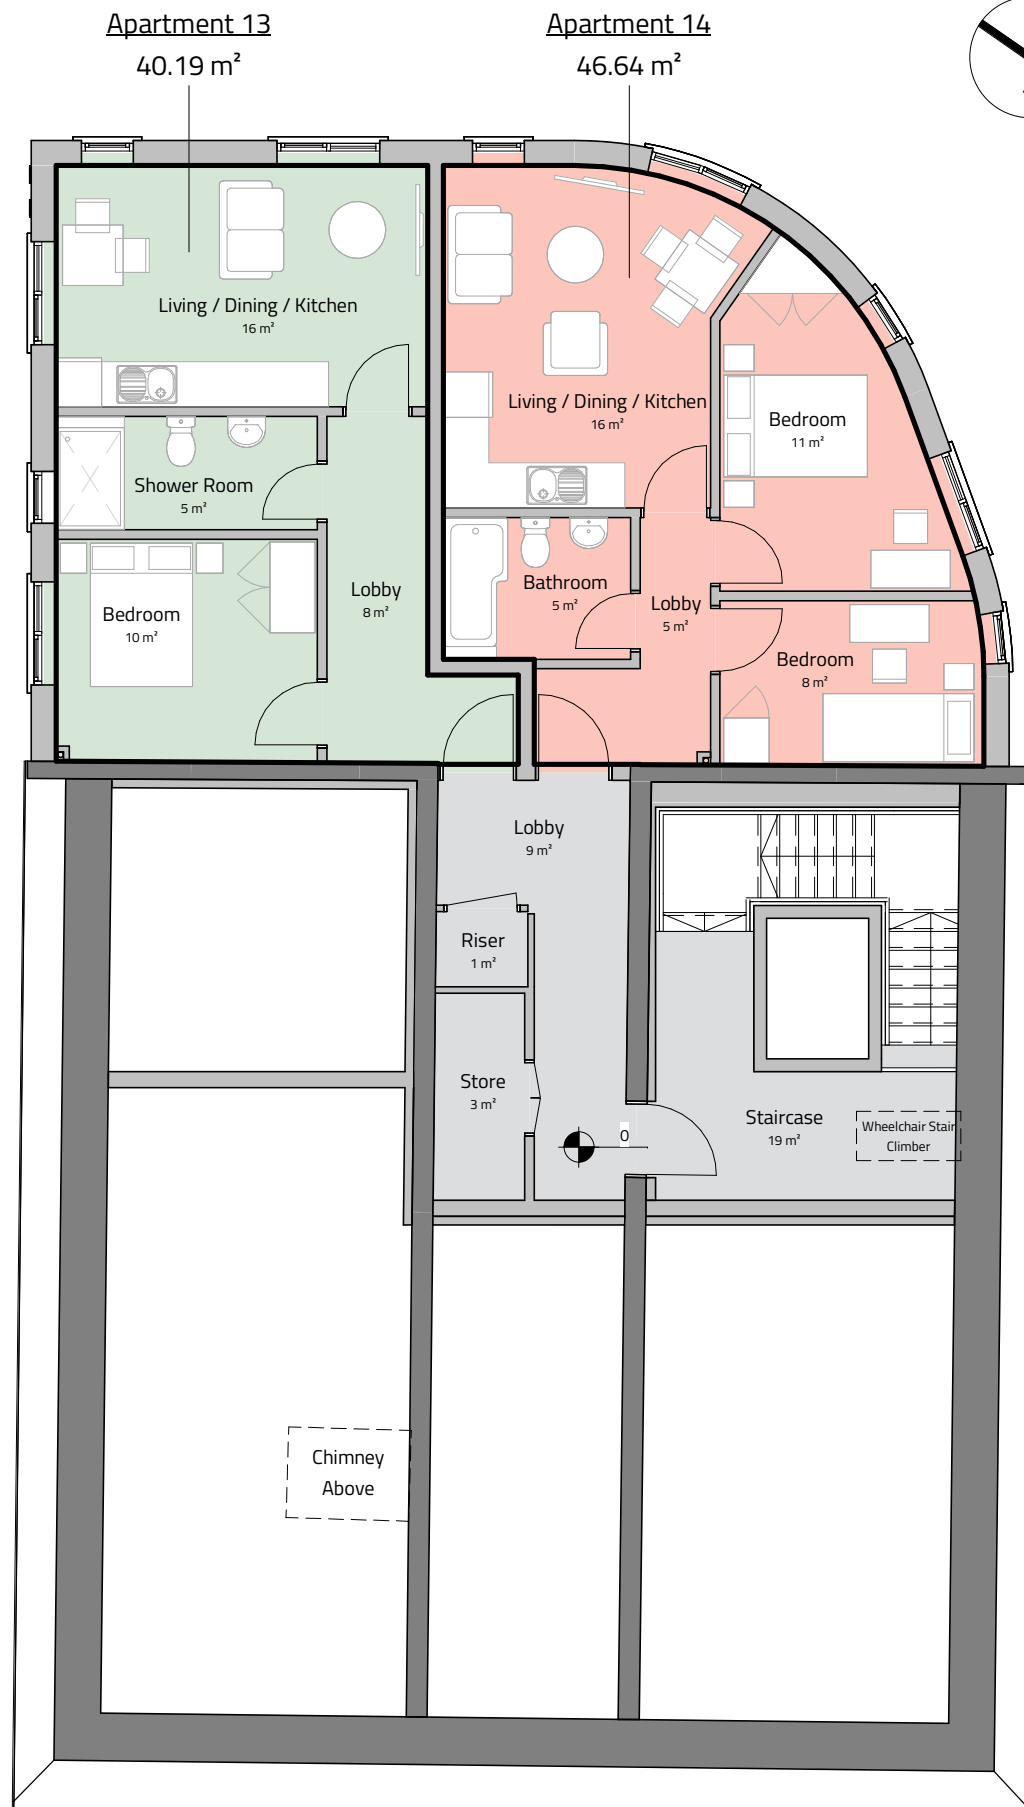 Apartment 13
40.19 m²
Apartment 14
46.64 m²
Living / Dining / Kitchen
16 m²
Living / Dining / Kitchen
16 m²
Bedroom
11 m²
Shower Room
5 m²
Bathroom
5 m²
Lobby
8 m²
Lobby
5 m²
Bedroom
10 m²
Bedroom
8 m²
Lobby
9 m²
Riser
1 m²
Store
3 m²
0
Staircase
19 m²
Wheelchair Stair
Climber
Chimney
Above